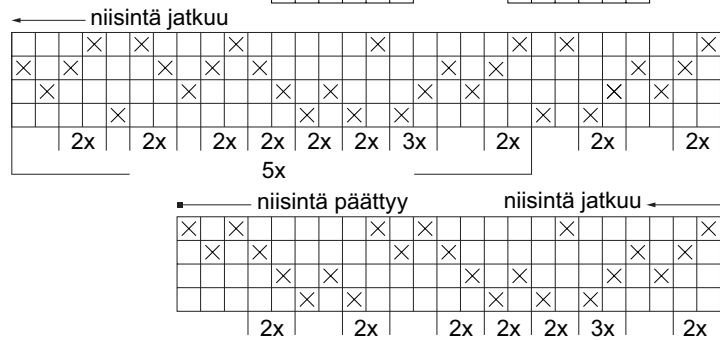 niisintä jatkuu
2x 2x 2x 2x 2x 2x 3x 2x 2x 2x
5x
niisintä päättyy niisintä jatkuu
2x 2x 2x 2x 2x 3x 2x